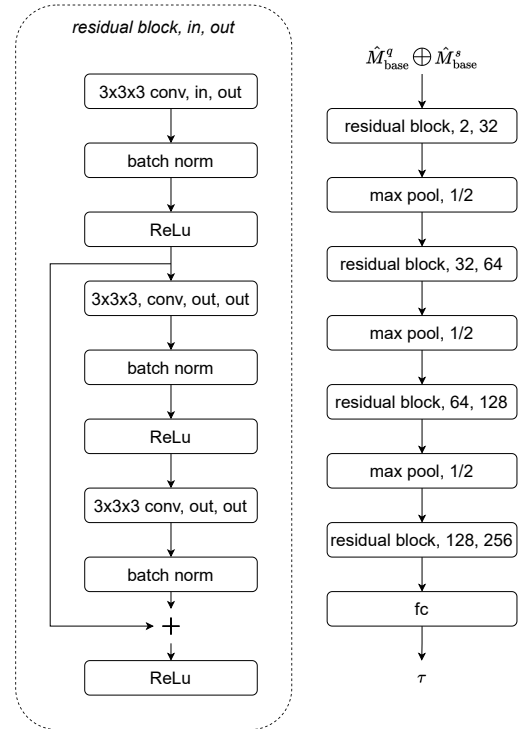 residual block, in, out
3x3x3 conv, in, out
batch norm
ReLu
3x3x3, conv, out, out
batch norm
ReLu
3x3x3 conv, out, out
batch norm
+
ReLu
M̂^q_base ⊕ M̂^s_base
residual block, 2, 32
max pool, 1/2
residual block, 32, 64
max pool, 1/2
residual block, 64, 128
max pool, 1/2
residual block, 128, 256
fc
τ